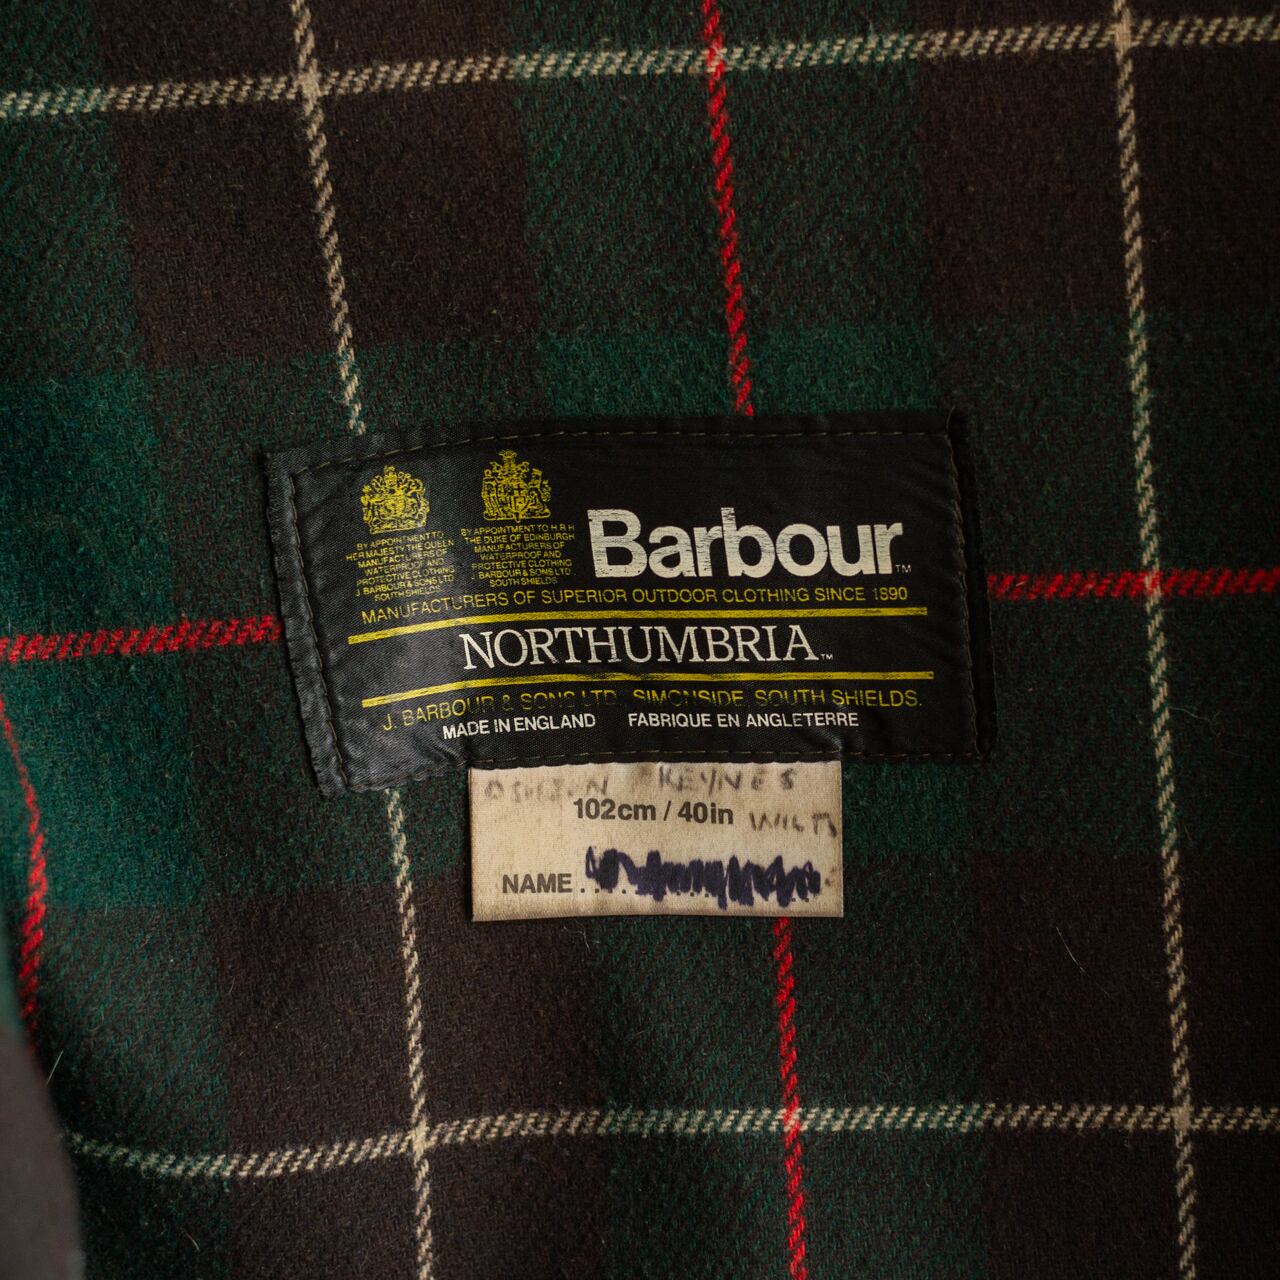 BY APPOINTMENT TO
HER MAJESTY THE QUEEN
MANUFACTURERS OF
WATERPROOF AND
PROTECTIVE CLOTHING
J BARBOUR & SONS LTD
SOUTH SHIELDS
BY APPOINTMENT TO H.R.H
THE DUKE OF EDINBURGH
MANUFACTURERS OF
WATERPROOF AND
PROTECTIVE CLOTHING
J BARBOUR & SONS LTD
SOUTH SHIELDS
Barbour™
MANUFACTURERS OF SUPERIOR OUTDOOR CLOTHING SINCE 1890
NORTHUMBRIA™
J. BARBOUR & SONS LTD. SIMONSIDE, SOUTH SHIELDS.
MADE IN ENGLAND FABRIQUE EN ANGLETERRE
KEYNES
102cm / 40in WILTS
NAME . . . .